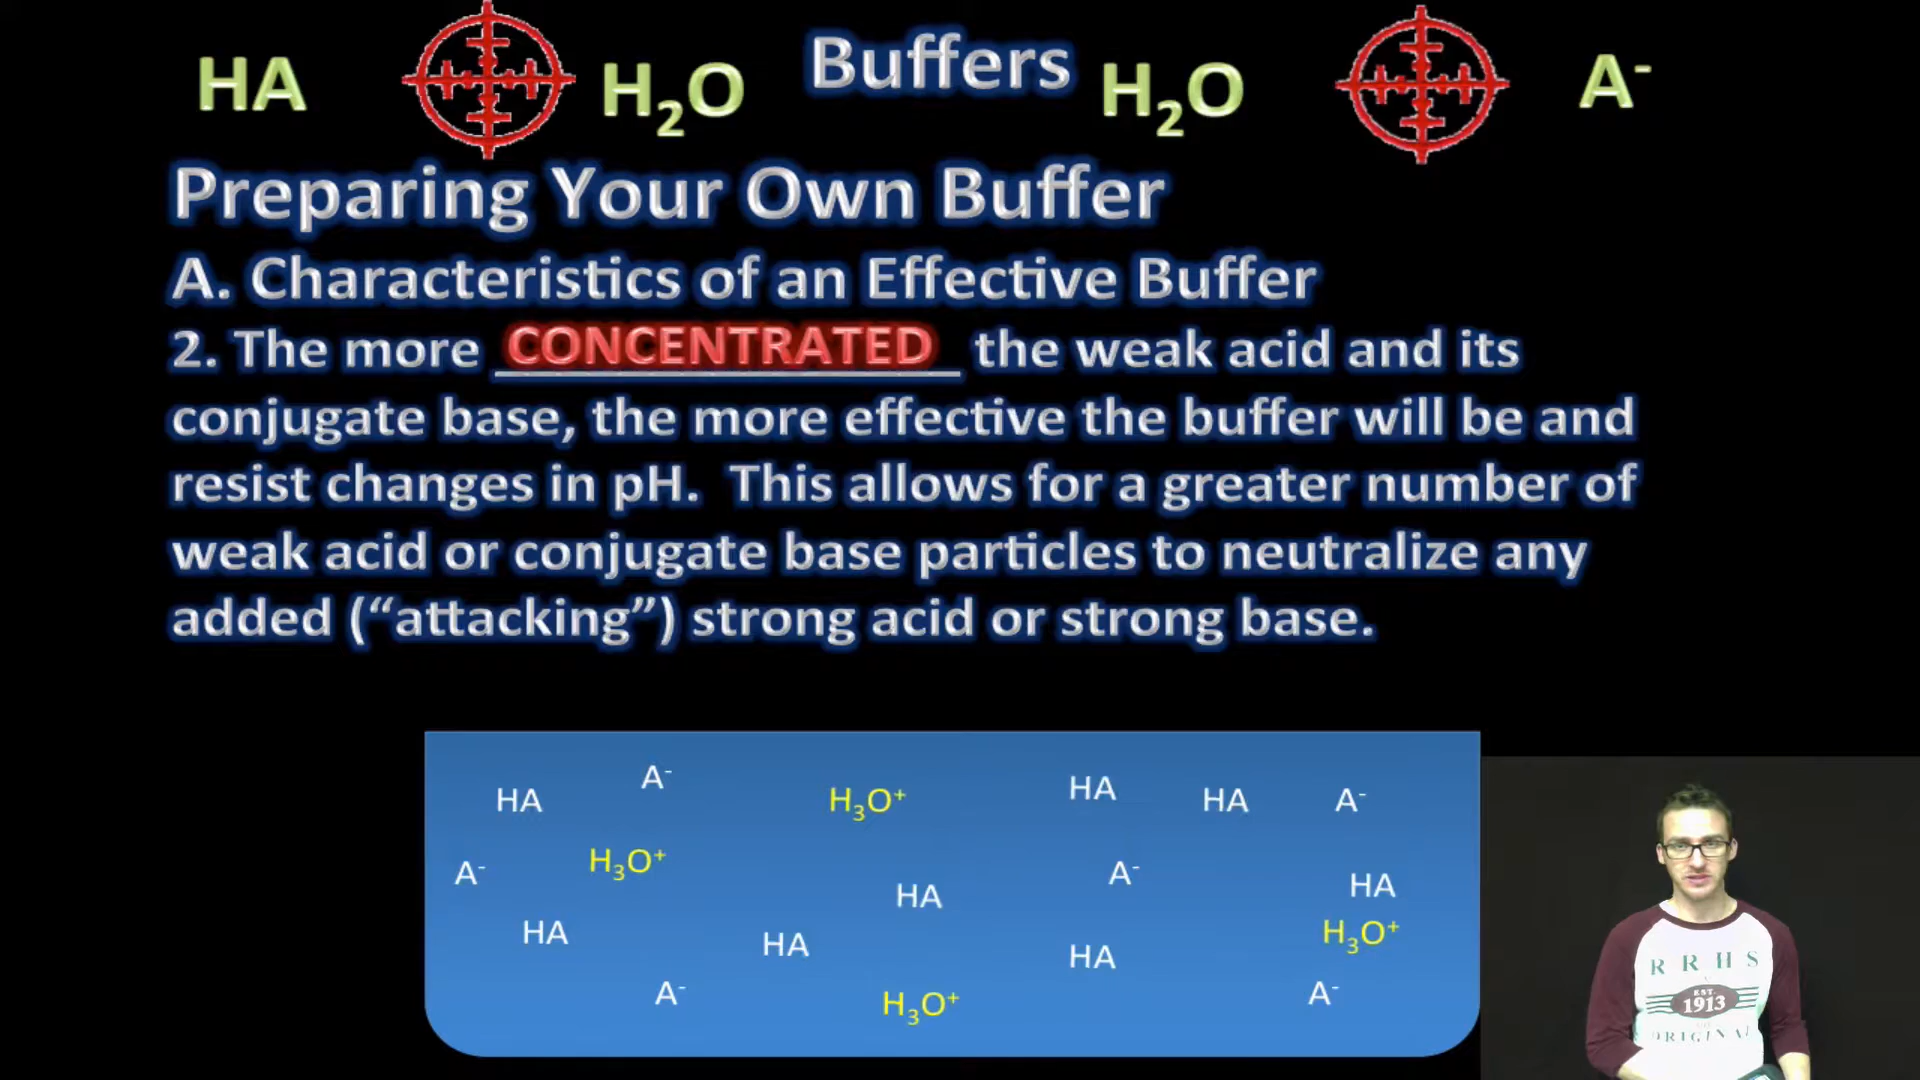 HA H₂O Buffers H₂O A⁻
Preparing Your Own Buffer
A. Characteristics of an Effective Buffer
2. The more CONCENTRATED the weak acid and its
conjugate base, the more effective the buffer will be and
resist changes in pH. This allows for a greater number of
weak acid or conjugate base particles to neutralize any
added (“attacking”) strong acid or strong base.
HA A⁻ H₃O⁺ HA HA A⁻
A⁻ H₃O⁺ HA A⁻ HA
HA HA HA H₃O⁺
A⁻ H₃O⁺ A⁻
R R H S
EST.
1913
ORIGINAL